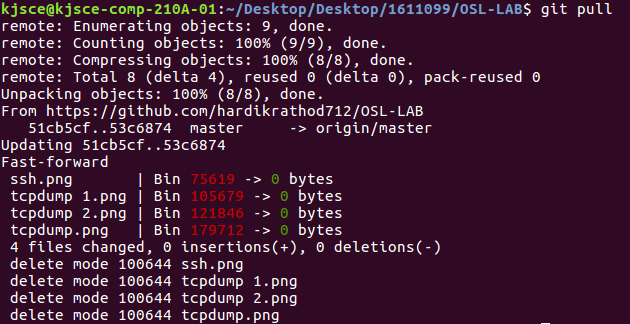 kjsce@kjsce-comp-210A-01:~/Desktop/Desktop/1611099/OSL-LAB$ git pull
remote: Enumerating objects: 9, done.
remote: Counting objects: 100% (9/9), done.
remote: Compressing objects: 100% (8/8), done.
remote: Total 8 (delta 4), reused 0 (delta 0), pack-reused 0
Unpacking objects: 100% (8/8), done.
From https://github.com/hardikrathod712/OSL-LAB
   51cb5cf..53c6874  master     -> origin/master
Updating 51cb5cf..53c6874
Fast-forward
 ssh.png       | Bin 75619 -> 0 bytes
 tcpdump 1.png | Bin 105679 -> 0 bytes
 tcpdump 2.png | Bin 121846 -> 0 bytes
 tcpdump.png   | Bin 179712 -> 0 bytes
 4 files changed, 0 insertions(+), 0 deletions(-)
 delete mode 100644 ssh.png
 delete mode 100644 tcpdump 1.png
 delete mode 100644 tcpdump 2.png
 delete mode 100644 tcpdump.png